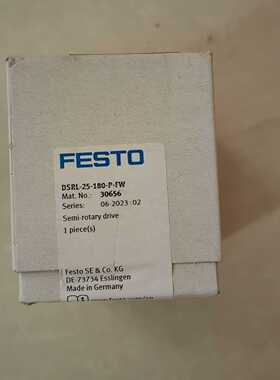 FESTO
DSRL-25-180-P-FW
Mat. No.: 30656
Series: 06-2023:02
Semi-rotary drive
1 piece(s)
Festo SE & Co. KG
DE-73734 Esslingen
Made in Germany